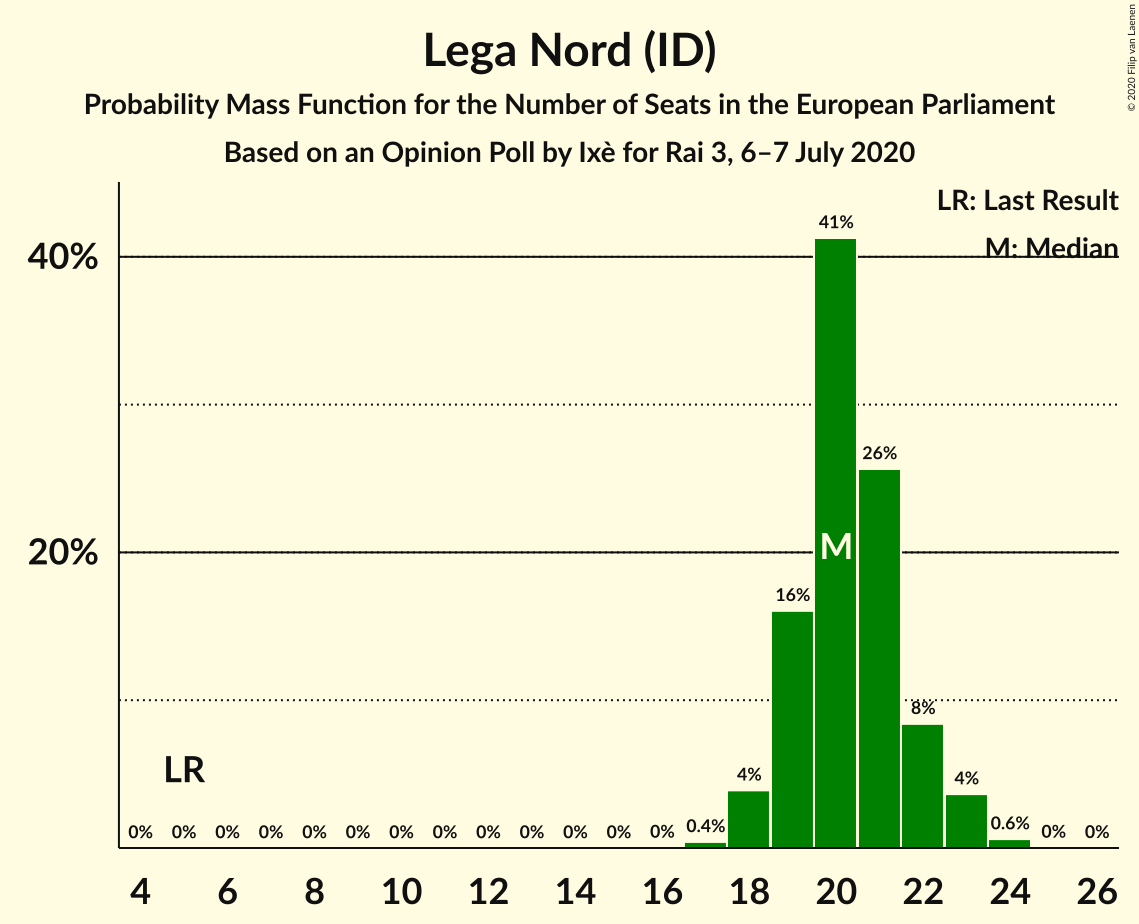 Lega Nord (ID)
Probability Mass Function for the Number of Seats in the European Parliament
Based on an Opinion Poll by Ixè for Rai 3, 6–7 July 2020
© 2020 Filip van Laenen
LR: Last Result
M: Median
40%
20%
41%
26%
16%
8%
4%
4%
0.4%
0.6%
0% 0% 0% 0% 0% 0% 0% 0% 0% 0% 0% 0% 0% 0% 0%
LR
M
4 6 8 10 12 14 16 18 20 22 24 26